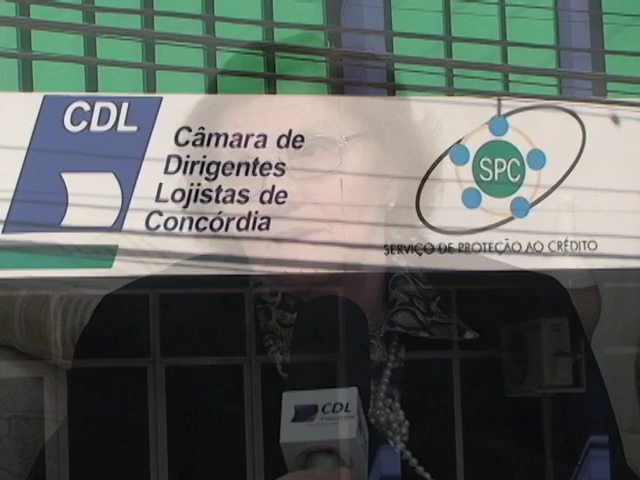 CDL
Câmara de
Dirigentes
Lojistas de
Concórdia
SPC
SERVIÇO DE PROTEÇÃO AO CRÉDITO
CDL